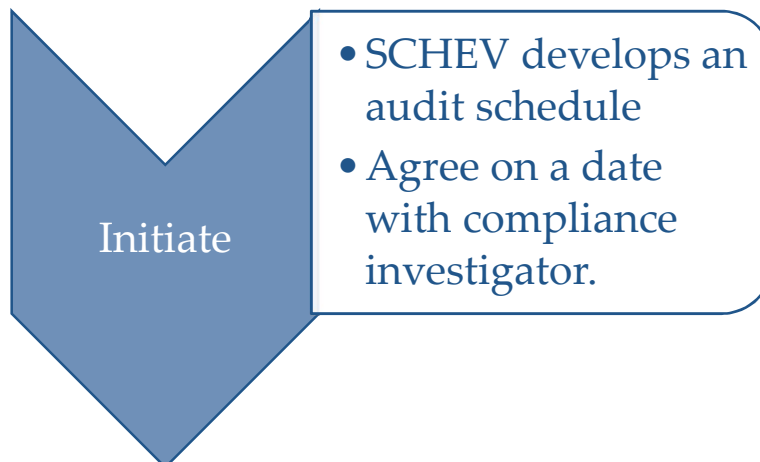 Initiate
• SCHEV develops an
audit schedule
• Agree on a date
with compliance
investigator.